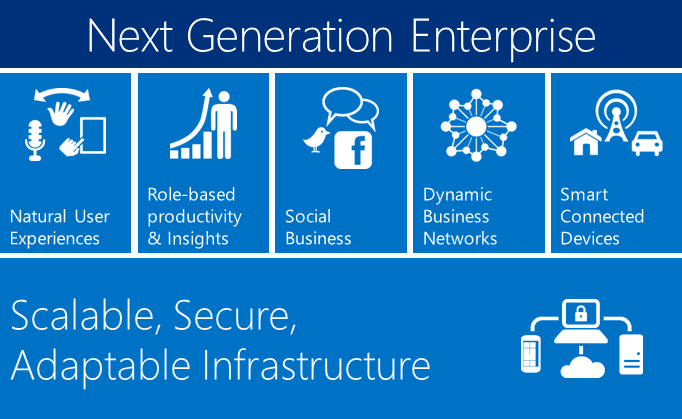 Next Generation Enterprise
Natural User
Experiences
Role-based
productivity
& Insights
Social
Business
Dynamic
Business
Networks
Smart
Connected
Devices
Scalable, Secure,
Adaptable Infrastructure